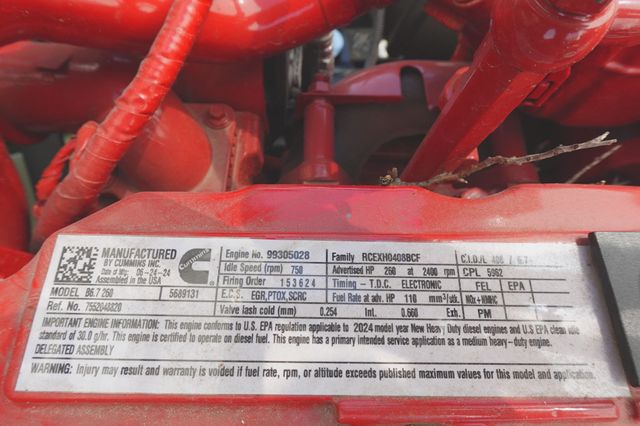 MANUFACTURED
BY CUMMINS INC.
Date of Mfg. 06-24-24
Assembled in the USA
Cummins
Engine No. 99305028
Family RCEXH0408BCF
C.I.D./L 408 / 6.7
Idle Speed (rpm) 750
Advertised HP 260 at 2400 rpm
CPL 5962
Firing Order 153624
Timing - T.D.C. ELECTRONIC
FEL EPA
Model B6.7 260 5689131
E.C.S. EGR,PTOX,SCRC
Fuel Rate at adv. HP 110 mm³/stk.
NOx+NMHC
Ref. No. 7552048820
Valve lash cold (mm) 0.254 Int. 0.660 Exh.
PM
IMPORTANT ENGINE INFORMATION: This engine conforms to U.S. EPA regulation applicable to 2024 model year New Heavy Duty diesel engines and U.S EPA clean idle
standard of 30.0 g/hr. This engine is certified to operate on diesel fuel. This engine has a primary intended service application as a medium heavy-duty engine.
DELEGATED ASSEMBLY
WARNING: Injury may result and warranty is voided if fuel rate, rpm, or altitude exceeds published maximum values for this model and application.